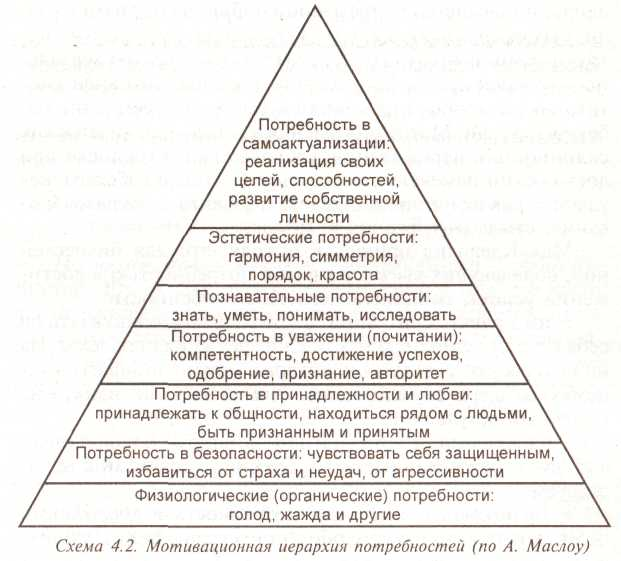 Потребность в
самоактуализации:
реализация своих
целей, способностей,
развитие собственной
личности
Эстетические потребности:
гармония, симметрия,
порядок, красота
Познавательные потребности:
знать, уметь, понимать, исследовать
Потребность в уважении (почитании):
компетентность, достижение успехов,
одобрение, признание, авторитет
Потребность в принадлежности и любви:
принадлежать к общности, находиться рядом с людьми,
быть признанным и принятым
Потребность в безопасности: чувствовать себя защищенным,
избавиться от страха и неудач, от агрессивности
Физиологические (органические) потребности:
голод, жажда и другие
Схема 4.2. Мотивационная иерархия потребностей (по А. Маслоу)